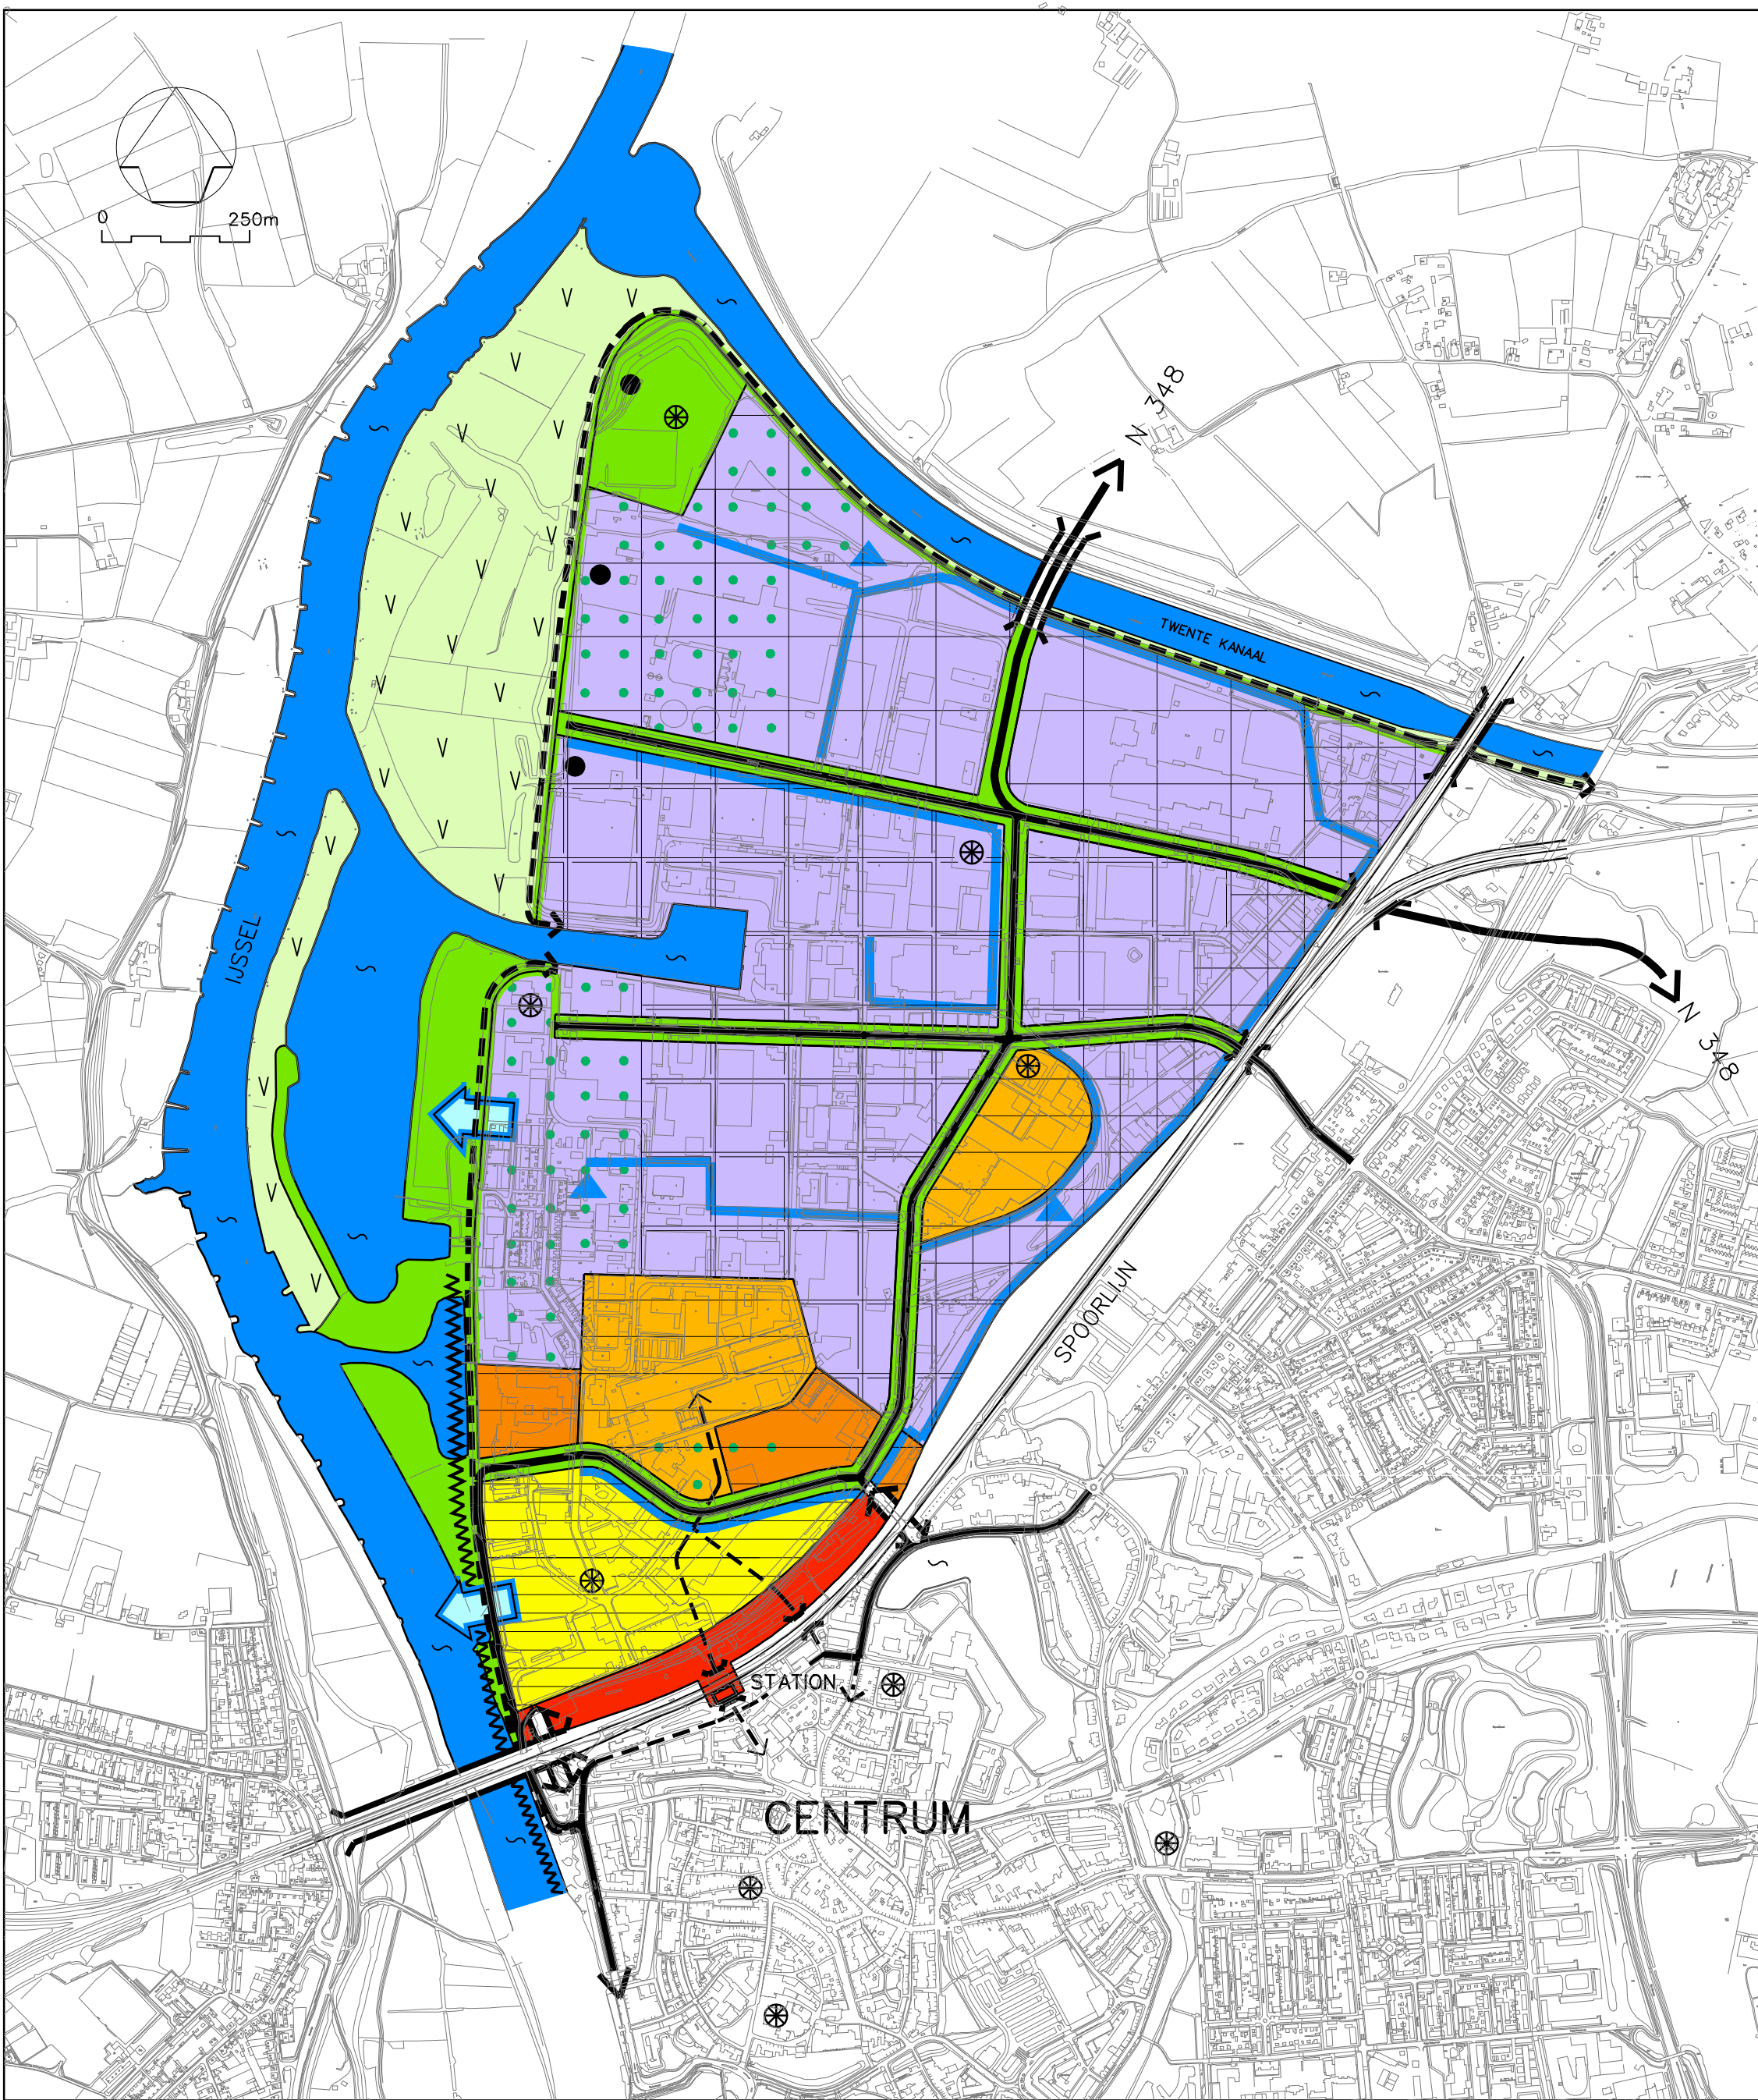 0 250m
N 348
TWENTE KANAAL
IJSSEL
N 348
SPOORLIJN
STATION
CENTRUM